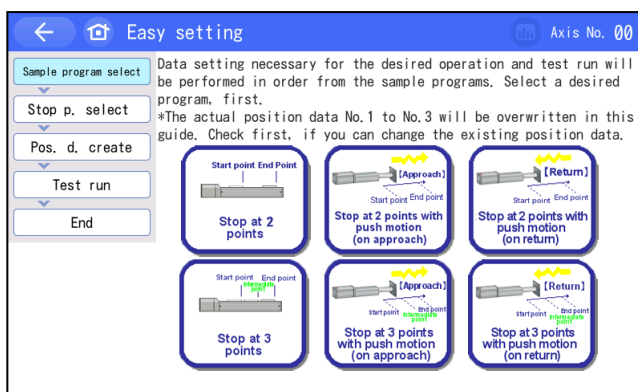 Easy setting
Axis No. 00
Sample program select
Stop p. select
Pos. d. create
Test run
End
Data setting necessary for the desired operation and test run will
be performed in order from the sample programs. Select a desired
program, first.
*The actual position data No.1 to No.3 will be overwritten in this
guide. Check first, if you can change the existing position data.
Start point End Point
Stop at 2
points
[Approach]
Start point End point
Stop at 2 points with
push motion
(on approach)
【Return】
Start point End point
Stop at 2 points with
push motion
(on return)
Start point End point
Intermediate
point
Stop at 3
points
[Approach]
Start point End point
Intermediate
point
Stop at 3 points
with push motion
(on approach)
【Return】
Start point End point
Intermediate
point
Stop at 3 points
with push motion
(on return)